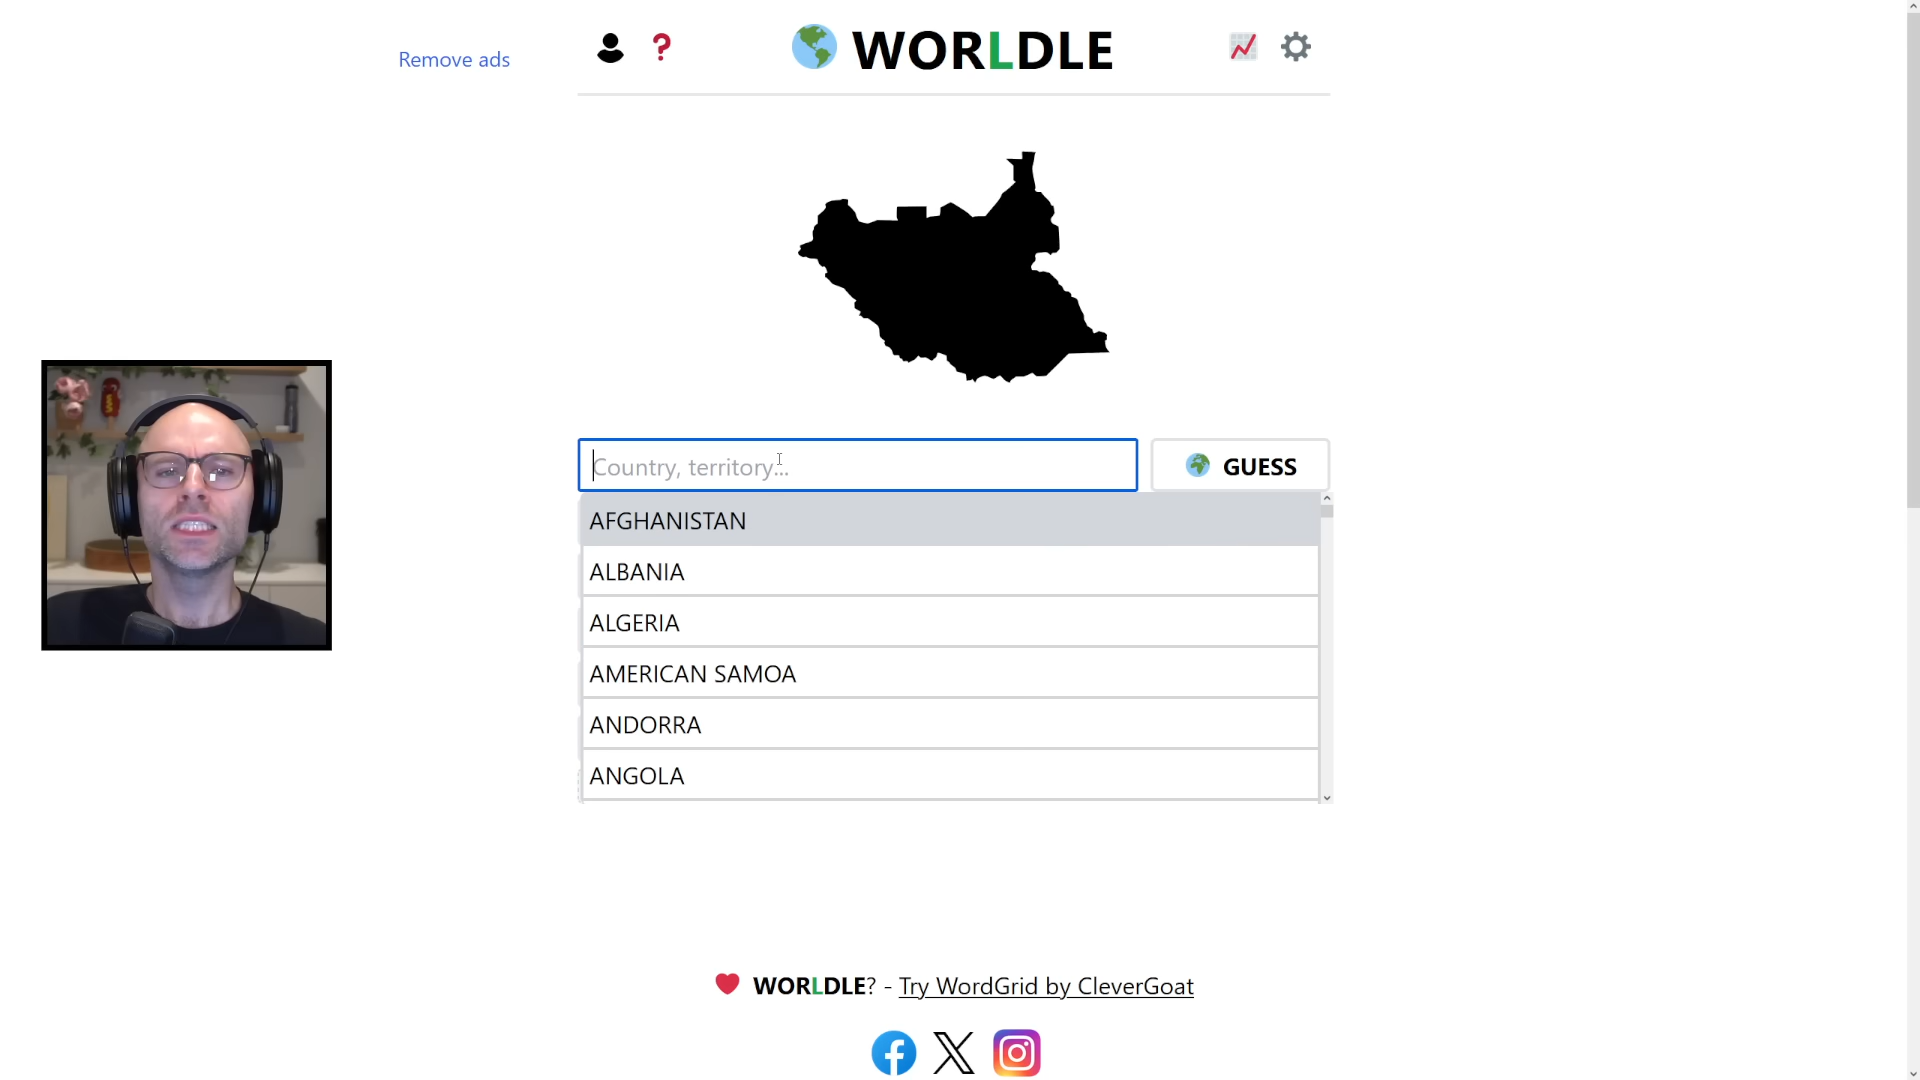 Remove ads
?
WORLDLE
Country, territory...
GUESS
AFGHANISTAN
ALBANIA
ALGERIA
AMERICAN SAMOA
ANDORRA
ANGOLA
WORLDLE? - Try WordGrid by CleverGoat